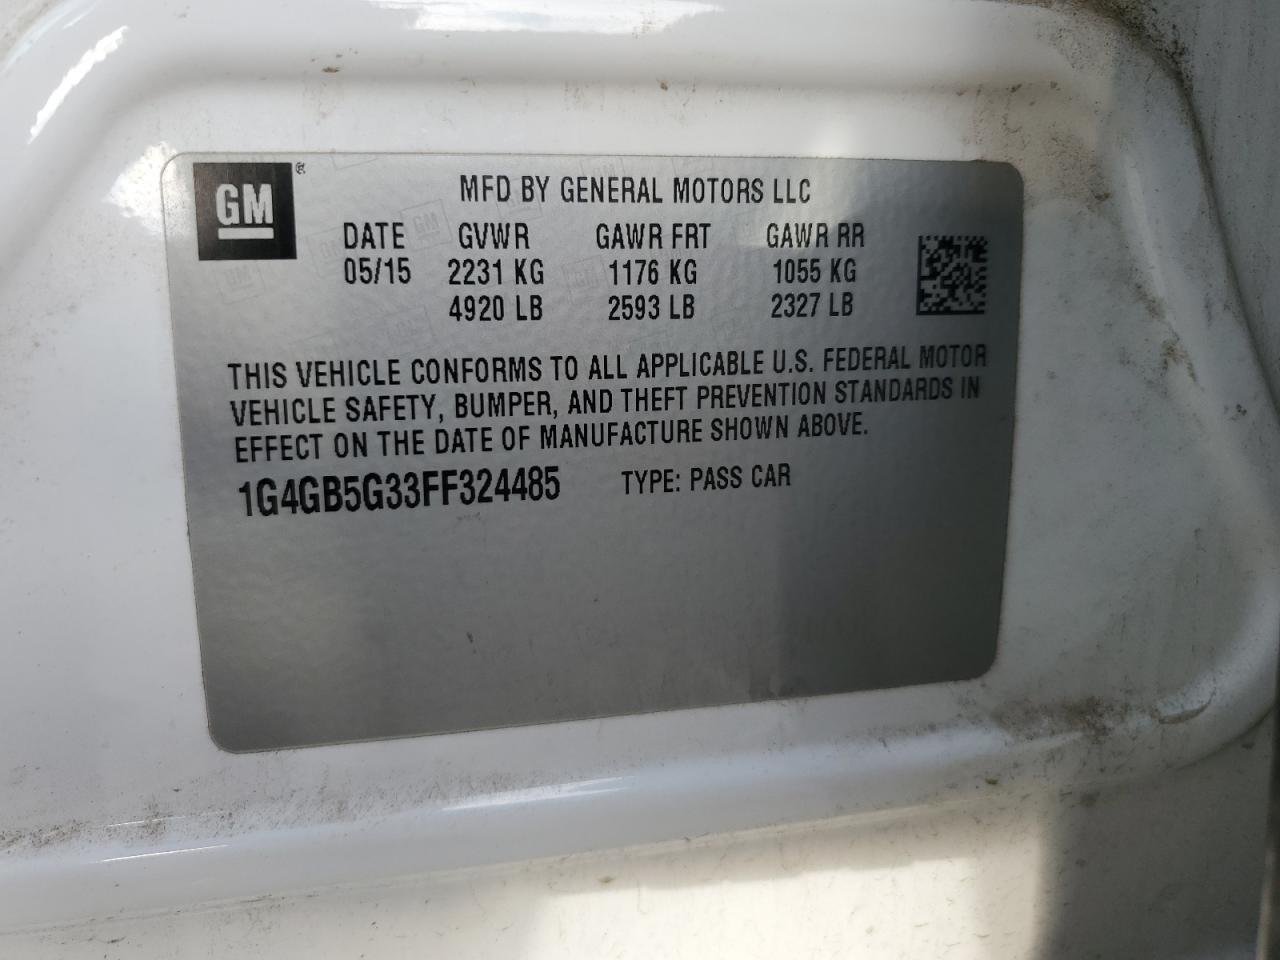 GM
MFD BY GENERAL MOTORS LLC
DATE GVWR GAWR FRT GAWR RR
05/15 2231 KG 1176 KG 1055 KG
4920 LB 2593 LB 2327 LB
THIS VEHICLE CONFORMS TO ALL APPLICABLE U.S. FEDERAL MOTOR
VEHICLE SAFETY, BUMPER, AND THEFT PREVENTION STANDARDS IN
EFFECT ON THE DATE OF MANUFACTURE SHOWN ABOVE.
1G4GB5G33FF324485 TYPE: PASS CAR